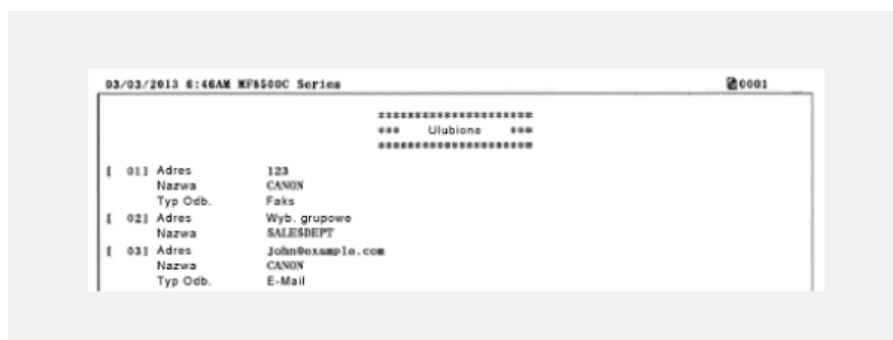 03/03/2013 6:46AM MF8500C Series 0001
*********************
*** Ulubione ***
*********************
[ 01] Adres 123
Nazwa CANON
Typ Odb. Faks
[ 02] Adres Wyb. grupowe
Nazwa SALESDEPT
[ 03] Adres john@example.com
Nazwa CANON
Typ Odb. E-Mail